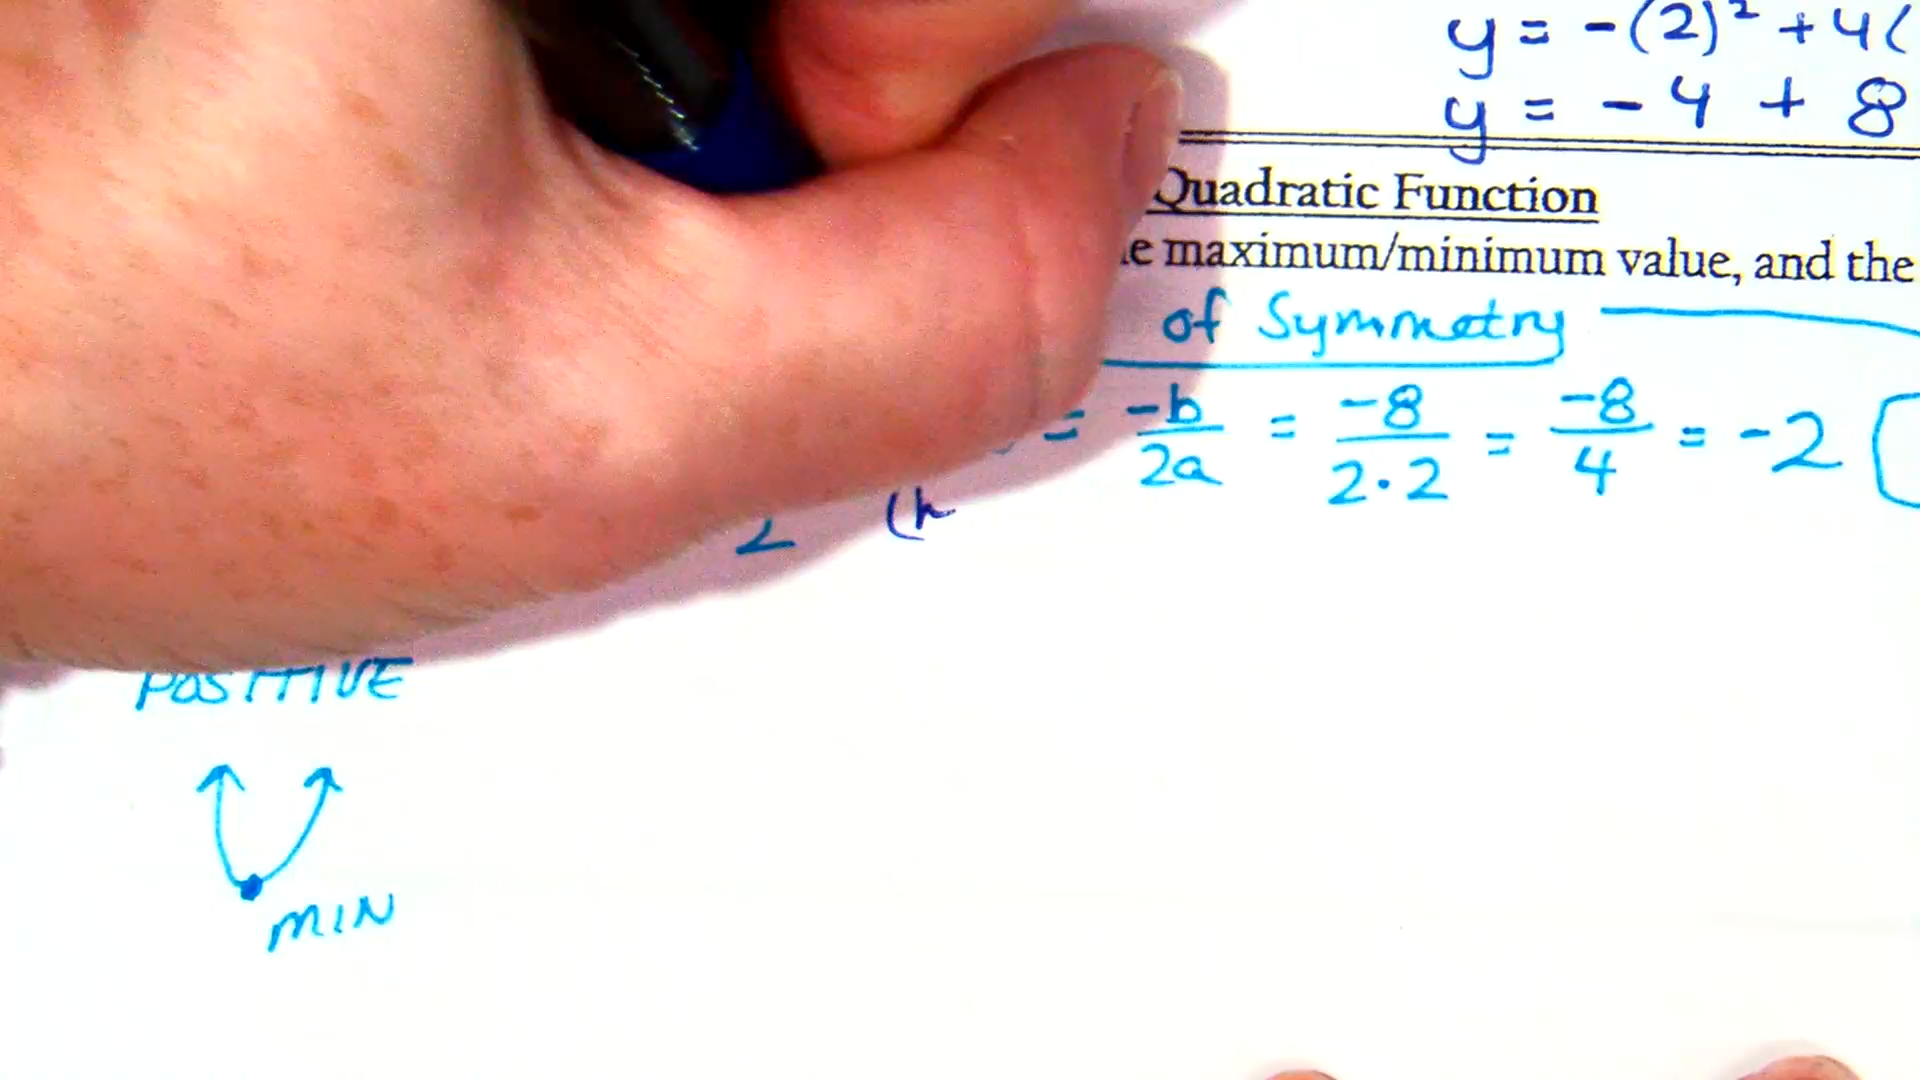 y = -(2)² + 4(
y = - 4 + 8
Quadratic Function
maximum/minimum value, and the
of Symmetry
= -b/2a = -8/2·2 = -8/4 = -2
(h
POSITIVE
MIN